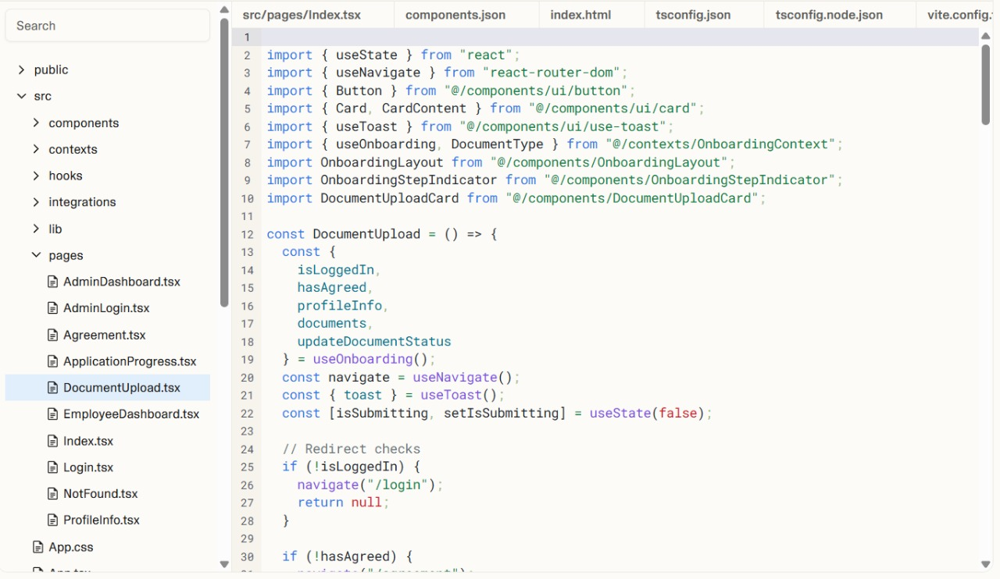 Search
public
src
components
contexts
hooks
integrations
lib
pages
AdminDashboard.tsx
AdminLogin.tsx
Agreement.tsx
ApplicationProgress.tsx
DocumentUpload.tsx
EmployeeDashboard.tsx
Index.tsx
Login.tsx
NotFound.tsx
ProfileInfo.tsx
App.css
App.tsx
src/pages/Index.tsx components.json index.html tsconfig.json tsconfig.node.json vite.config.
1
2 import { useState } from "react";
3 import { useNavigate } from "react-router-dom";
4 import { Button } from "@/components/ui/button";
5 import { Card, CardContent } from "@/components/ui/card";
6 import { useToast } from "@/components/ui/use-toast";
7 import { useOnboarding, DocumentType } from "@/contexts/OnboardingContext";
8 import OnboardingLayout from "@/components/OnboardingLayout";
9 import OnboardingStepIndicator from "@/components/OnboardingStepIndicator";
10 import DocumentUploadCard from "@/components/DocumentUploadCard";
11
12 const DocumentUpload = () => {
13   const {
14     isLoggedIn,
15     hasAgreed,
16     profileInfo,
17     documents,
18     updateDocumentStatus
19   } = useOnboarding();
20   const navigate = useNavigate();
21   const { toast } = useToast();
22   const [isSubmitting, setIsSubmitting] = useState(false);
23
24   // Redirect checks
25   if (!isLoggedIn) {
26     navigate("/login");
27     return null;
28   }
29
30   if (!hasAgreed) {
31     navigate("/agreement");